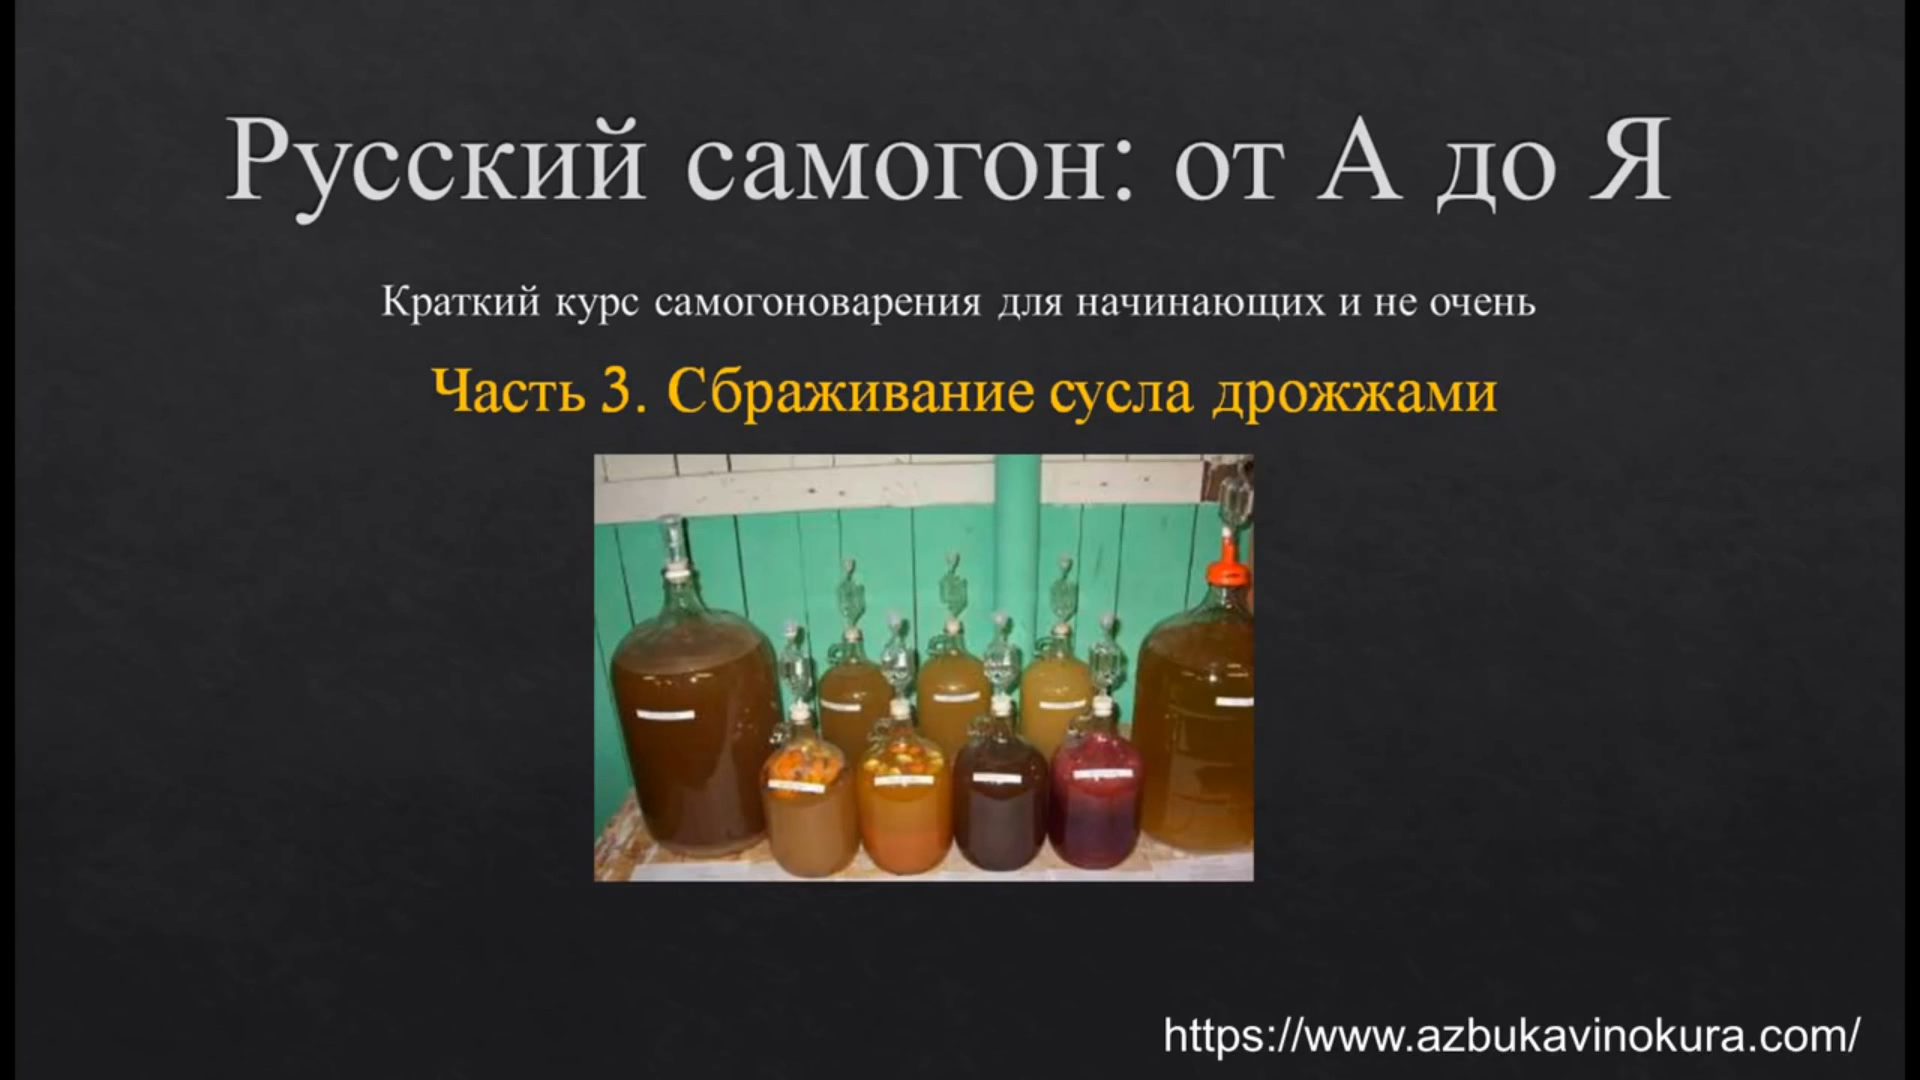 Русский самогон: от А до Я
Краткий курс самогоноварения для начинающих и не очень
Часть 3. Сбраживание сусла дрожжами
https://www.azbukavinokura.com/